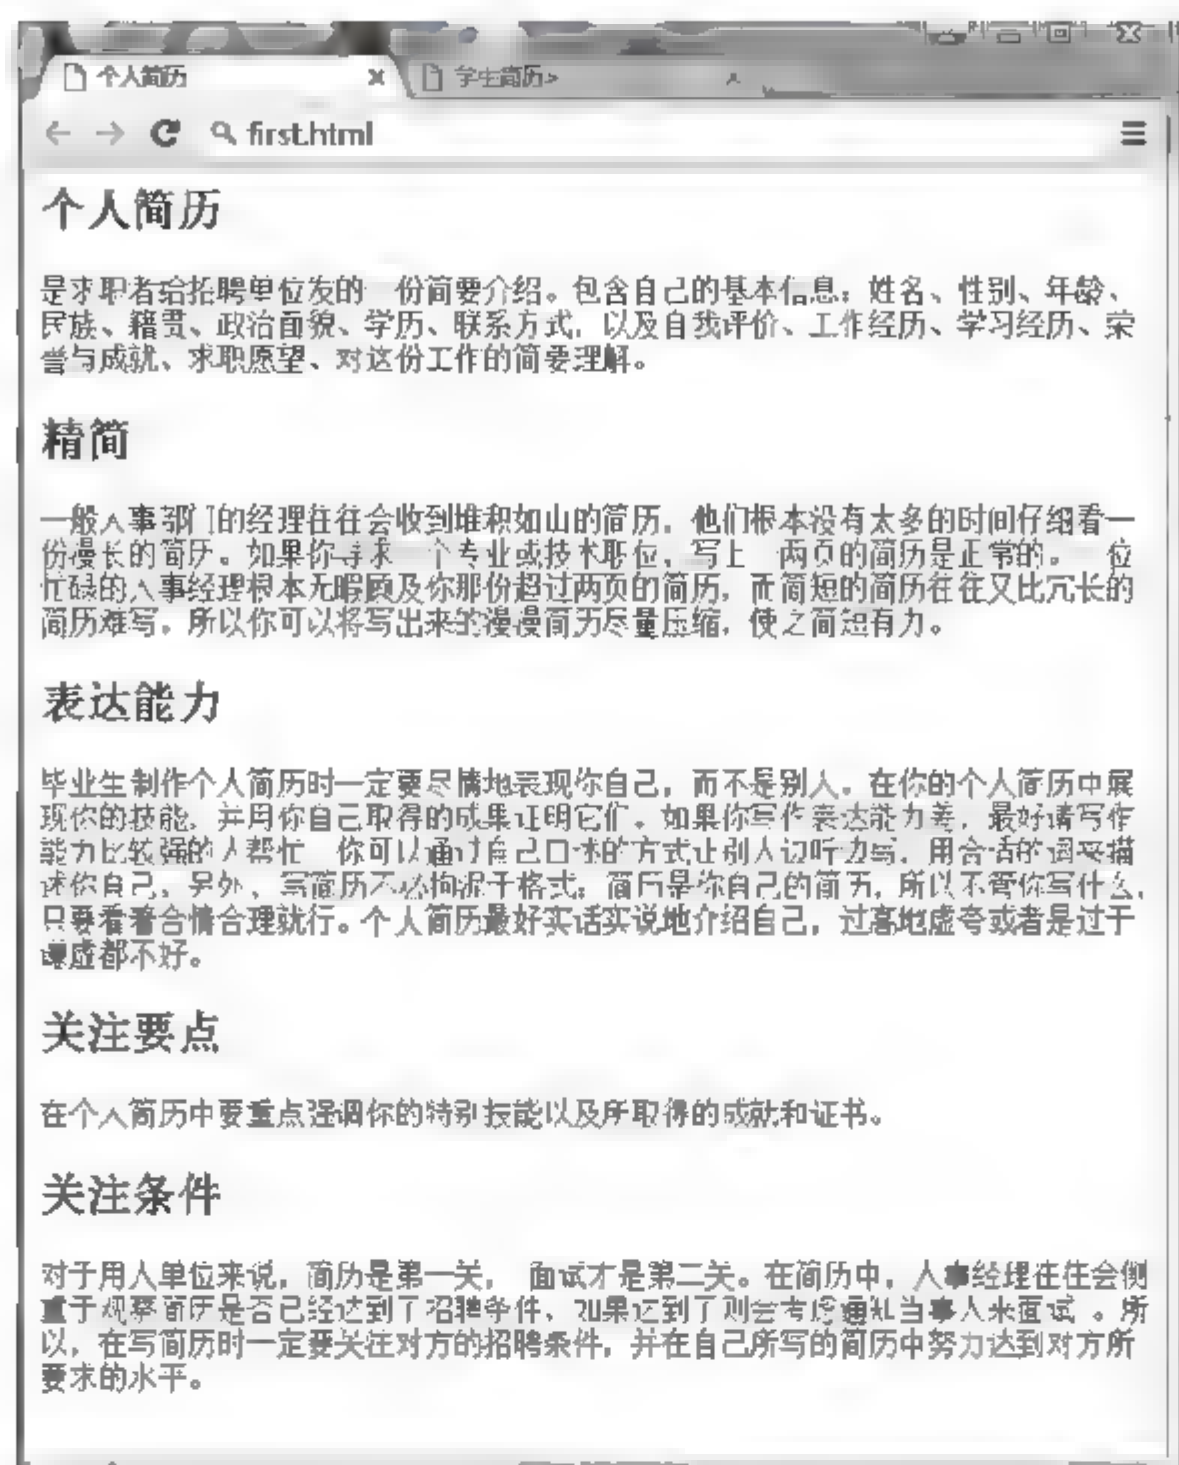 个人简历
学生简历
first.html
个人简历
是求职者给招聘单位发的一份简要介绍。包含自己的基本信息：姓名、性别、年龄、
民族、籍贯、政治面貌、学历、联系方式，以及自我评价、工作经历、学习经历、荣
誉与成就、求职愿望、对这份工作的简要理解。
精简
一般人事部门的经理往往会收到堆积如山的简历，他们根本没有太多的时间仔细看一
份漫长的简历。如果你寻求一个专业或技术职位，写上一两页的简历是正常的。一位
忙碌的人事经理根本无暇顾及你那份超过两页的简历，而简短的简历往往又比冗长的
简历难写，所以你可以将写出来的漫漫简历尽量压缩，使之简短有力。
表达能力
毕业生制作个人简历时一定要尽情地表现你自己，而不是别人。在你的个人简历中展
现你的技能，并用你自己取得的成果证明它们。如果你写作表达能力差，最好请写作
能力比较强的人帮忙 你可以通过自己口述的方式让别人边听边写，用合适的词来描
述你自己。另外，写简历不必拘泥于格式：简历是你自己的简历，所以不管你写什么，
只要看着合情合理就行。个人简历最好实话实说地介绍自己，过高地虚夸或者是过于
谦虚都不好。
关注要点
在个人简历中要重点强调你的特别技能以及所取得的成就和证书。
关注条件
对于用人单位来说，简历是第一关， 面试才是第二关。在简历中，人事经理往往会侧
重于观察简历是否已经达到了招聘条件，如果达到了则会考虑通知当事人来面试 。所
以，在写简历时一定要关注对方的招聘条件，并在自己所写的简历中努力达到对方所
要求的水平。